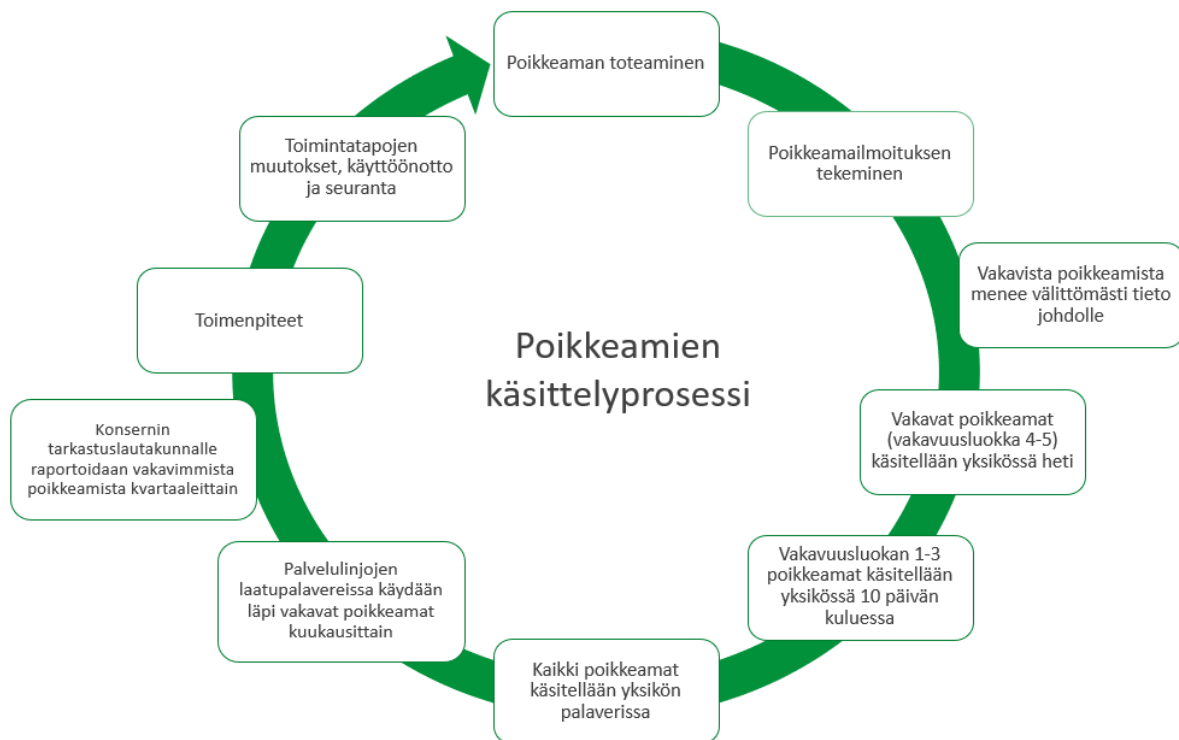 Poikkeaman toteaminen
Poikkeamailmoituksen
tekeminen
Vakavista poikkeamista
menee välittömästi tieto
johdolle
Vakavat poikkeamat
(vakavuusluokka 4-5)
käsitellään yksikössä heti
Vakavuusluokan 1-3
poikkeamat käsitellään
yksikössä 10 päivän
kuluessa
Kaikki poikkeamat
käsitellään yksikön
palaverissa
Palvelulinjojen
laatupalavereissa käydään
läpi vakavat poikkeamat
kuukausittain
Konsernin
tarkastuslautakunnalle
raportoidaan vakavimmista
poikkeamista kvartaaleittain
Toimenpiteet
Toimintatapojen
muutokset, käyttöönotto
ja seuranta
Poikkeamien
käsittelyprosessi